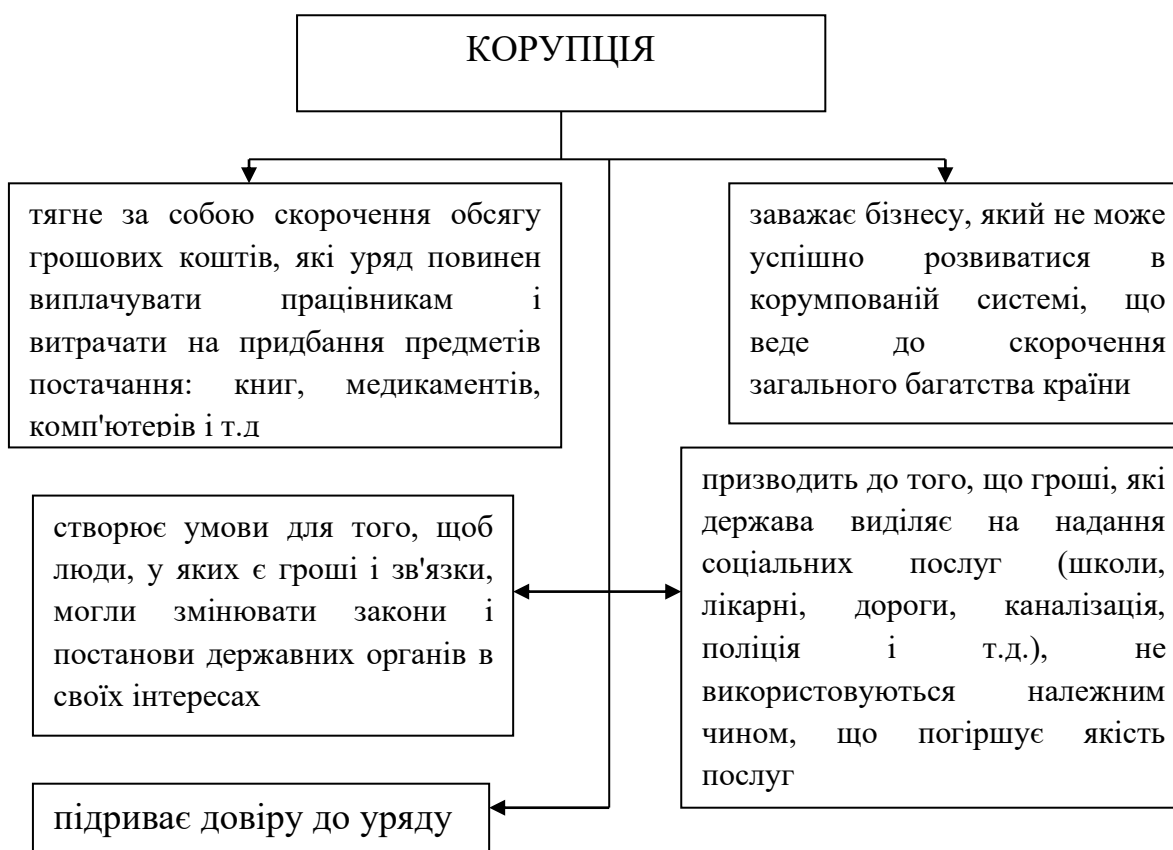 КОРУПЦІЯ
тягне за собою скорочення обсягу
грошових коштів, які уряд повинен
виплачувати працівникам і
витрачати на придбання предметів
постачання: книг, медикаментів,
комп'ютерів і т.д
заважає бізнесу, який не може
успішно розвиватися в
корумпованій системі, що
веде до скорочення
загального багатства країни
створює умови для того, щоб
люди, у яких є гроші і зв'язки,
могли змінювати закони і
постанови державних органів в
своїх інтересах
призводить до того, що гроші, які
держава виділяє на надання
соціальних послуг (школи,
лікарні, дороги, каналізація,
поліція і т.д.), не
використовуються належним
чином, що погіршує якість
послуг
підриває довіру до уряду